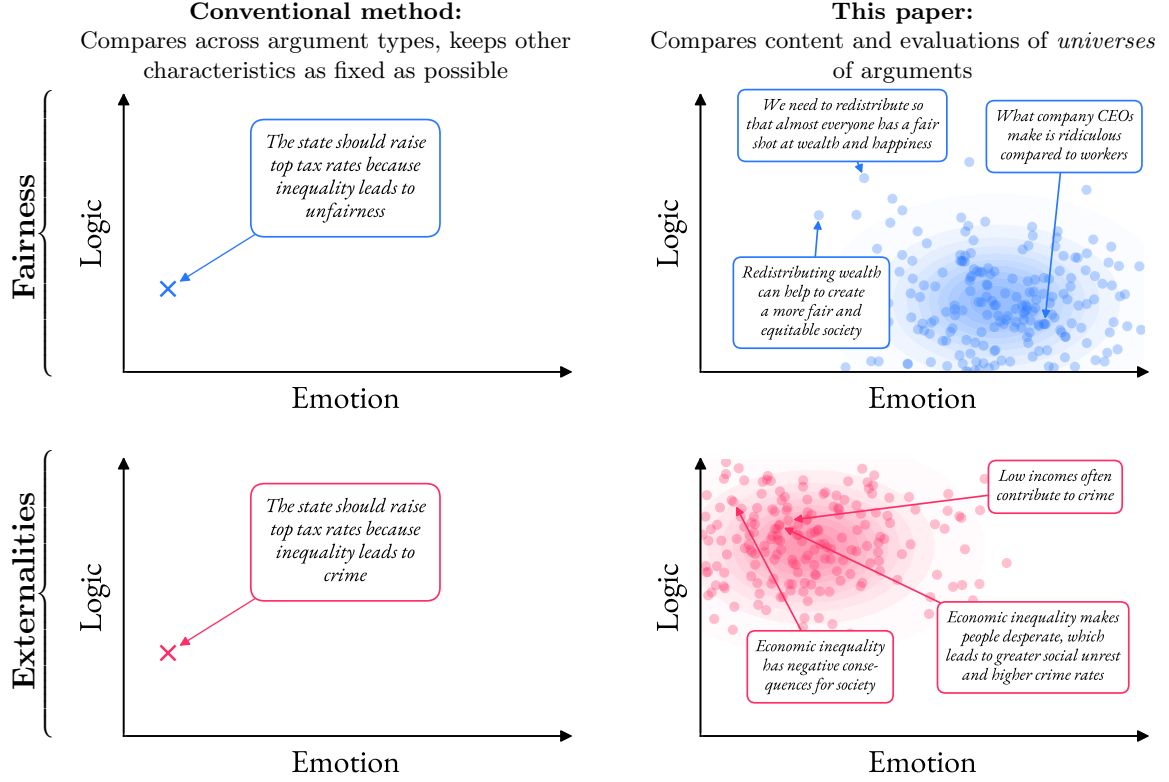 Conventional method:
Compares across argument types, keeps other
characteristics as fixed as possible
This paper:
Compares content and evaluations of universes
of arguments
Fairness
Logic
The state should raise
top tax rates because
inequality leads to
unfairness
Emotion
Logic
We need to redistribute so
that almost everyone has a fair
shot at wealth and happiness
What company CEOs
make is ridiculous
compared to workers
Redistributing wealth
can help to create
a more fair and
equitable society
Emotion
Externalities
Logic
The state should raise
top tax rates because
inequality leads to
crime
Emotion
Logic
Low incomes often
contribute to crime
Economic inequality
has negative conse-
quences for society
Economic inequality makes
people desperate, which
leads to greater social unrest
and higher crime rates
Emotion